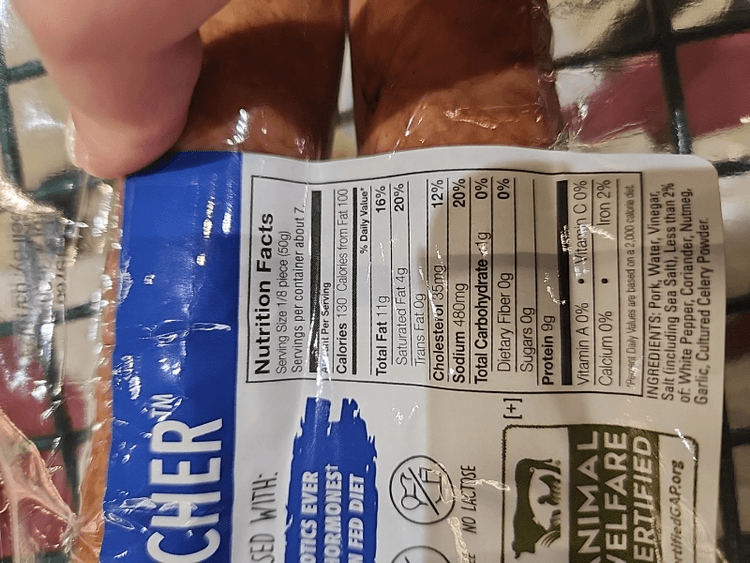 Nutrition Facts
Serving Size 1/8 piece (50g)
Servings per container about 7
Per Serving
Calories 130 Calories from Fat 100
% Daily Value*
Total Fat 11g 16%
Saturated Fat 4g 20%
Trans Fat 0g
Cholesterol 35mg 12%
Sodium 480mg 20%
Total Carbohydrate 0%
Dietary Fiber 0g 0%
Sugars 0g
Protein 9g
Vitamin A 0% • Vitamin C 0%
Calcium 0% • Iron 2%
*Percent Daily Values are based on a 2,000 calorie diet.
INGREDIENTS: Pork, Water, Vinegar,
Salt (including Sea Salt), Less than 2%
of: White Pepper, Coriander, Nutmeg,
Garlic, Cultured Celery Powder.
CHER™
SED WITH:
OTICS EVER
HORMONES†
N FED DIET
NO LACTOSE
[+]
ANIMAL
WELFARE
CERTIFIED
rtifiedGAP.org